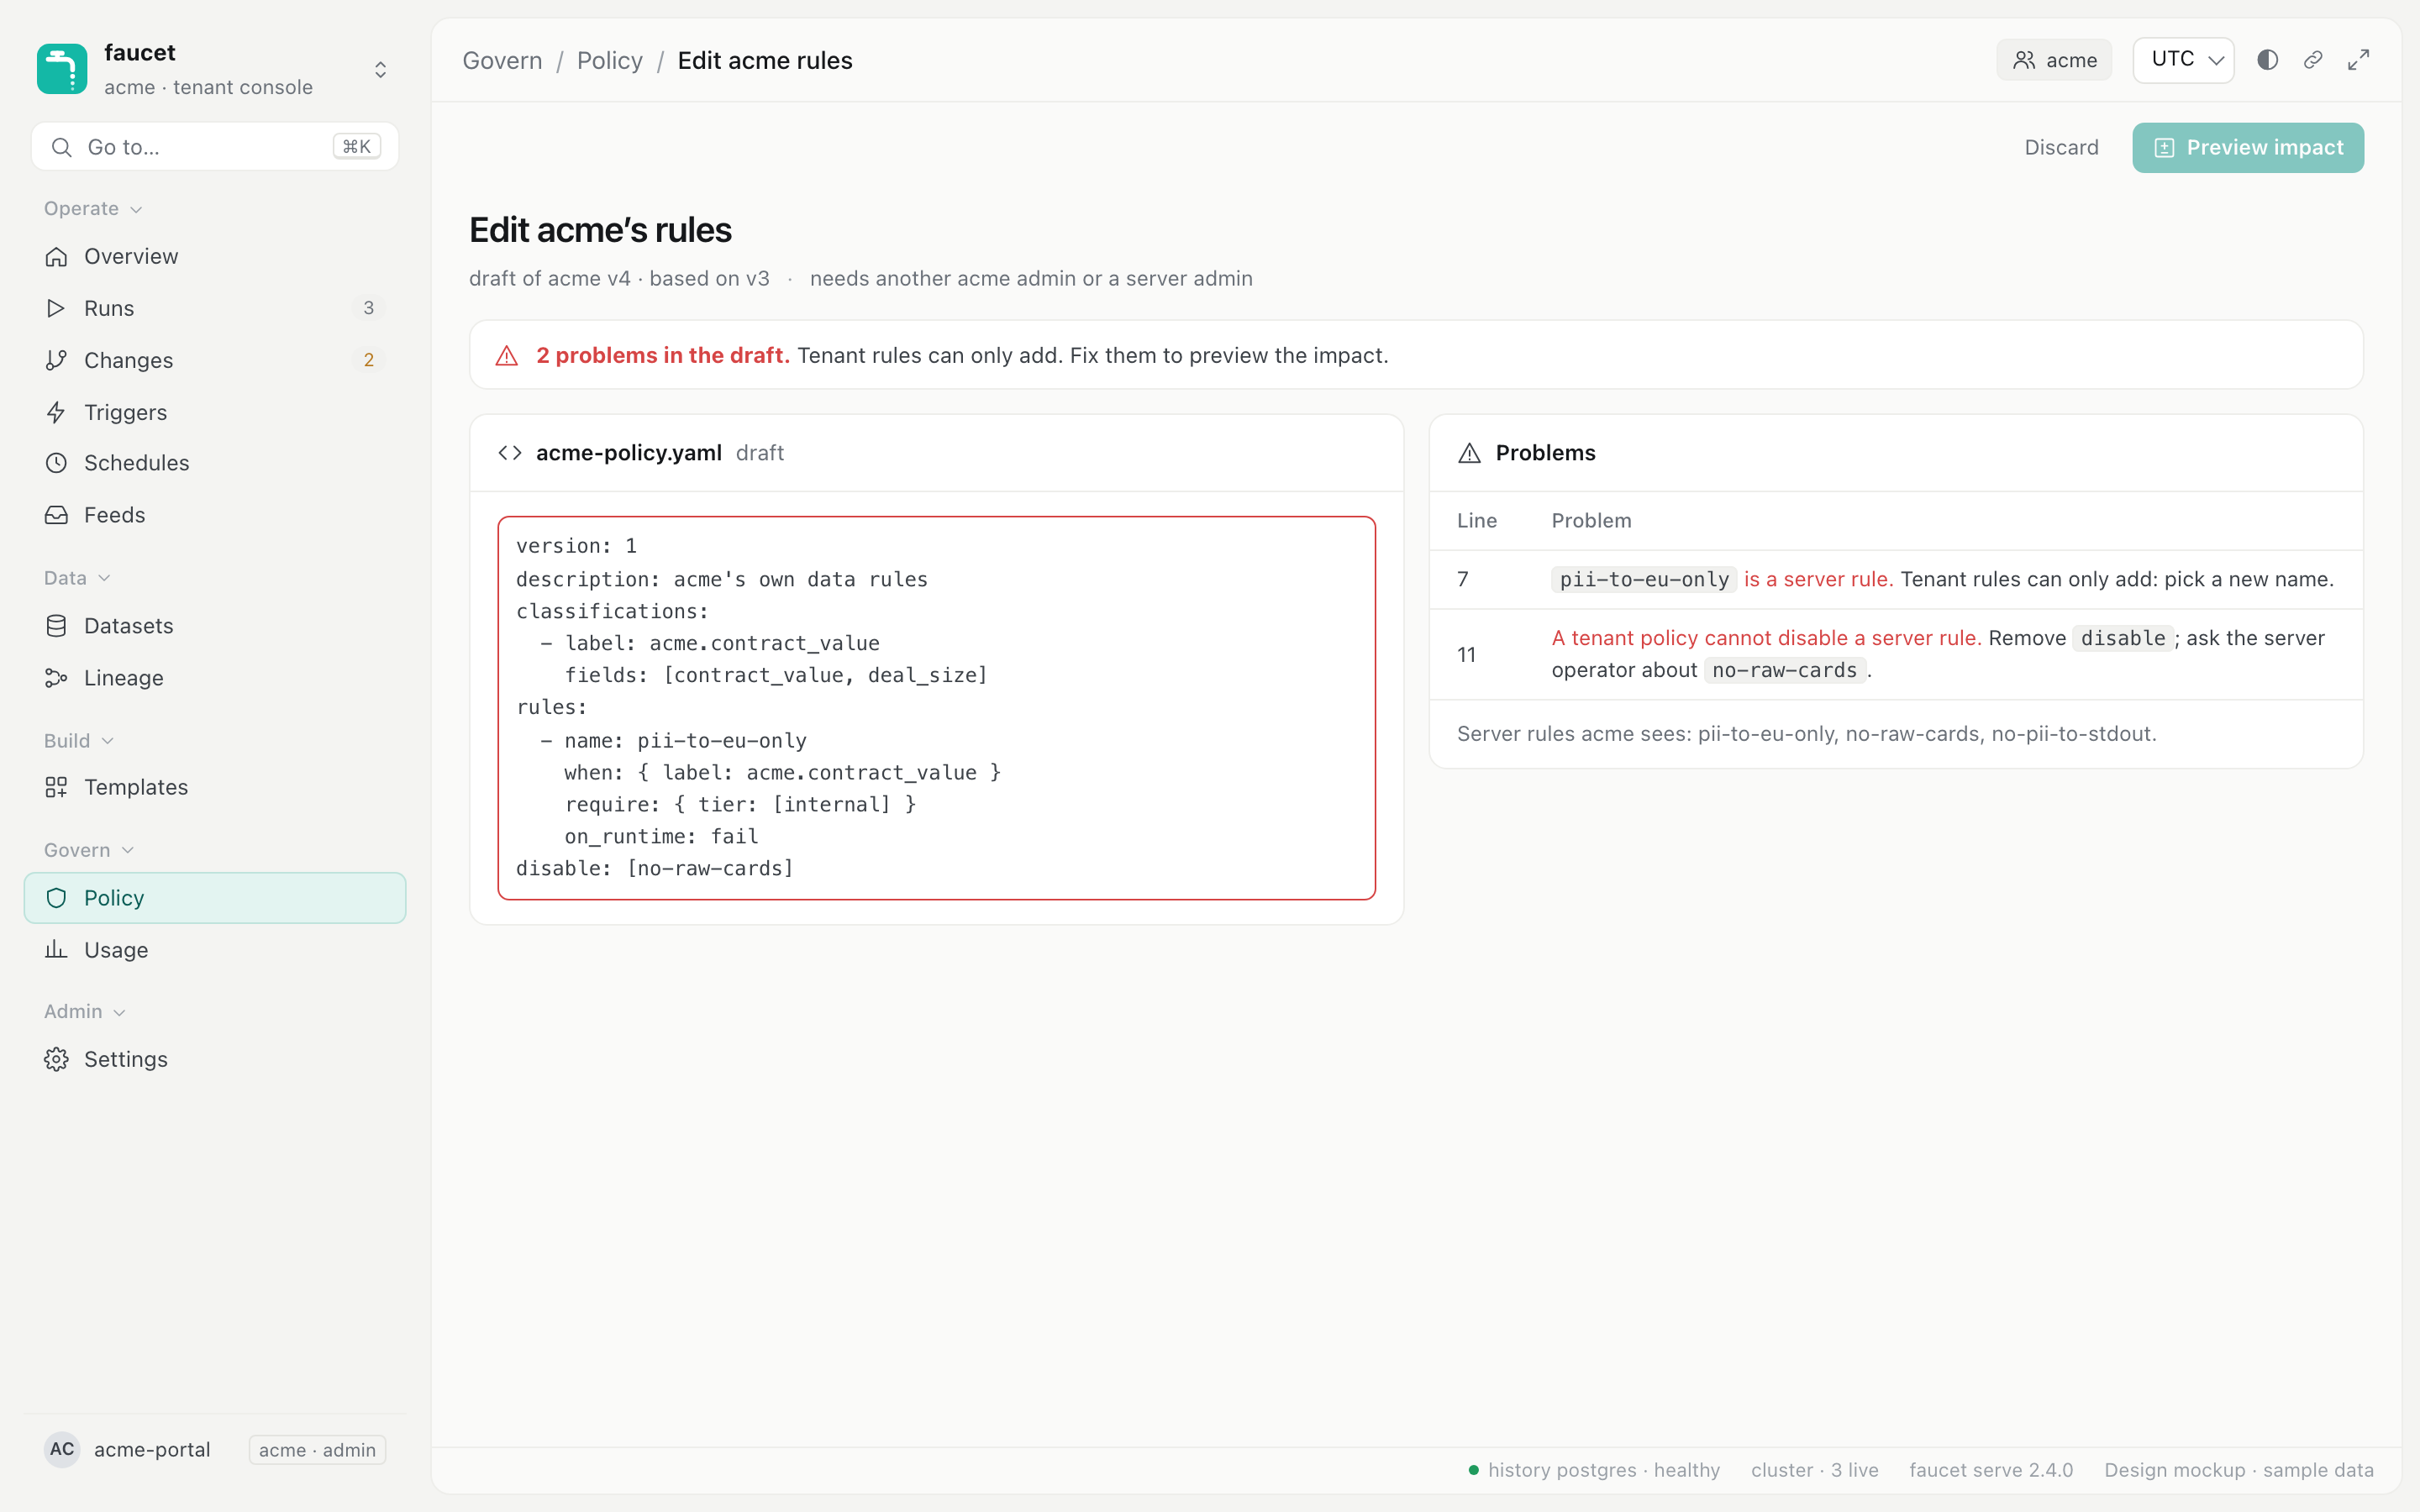 faucet
acme · tenant console
Go to...
⌘K
Operate
Overview
Runs
3
Changes
2
Triggers
Schedules
Feeds
Data
Datasets
Lineage
Build
Templates
Govern
Policy
Usage
Admin
Settings
AC
acme-portal
acme · admin
Govern / Policy / Edit acme rules
acme
UTC
Discard
Preview impact
Edit acme’s rules
draft of acme v4 · based on v3 · needs another acme admin or a server admin
2 problems in the draft. Tenant rules can only add. Fix them to preview the impact.
acme-policy.yaml draft
version: 1
description: acme's own data rules
classifications:
  - label: acme.contract_value
    fields: [contract_value, deal_size]
rules:
  - name: pii-to-eu-only
    when: { label: acme.contract_value }
    require: { tier: [internal] }
    on_runtime: fail
disable: [no-raw-cards]
Problems
Line Problem
7 pii-to-eu-only is a server rule. Tenant rules can only add: pick a new name.
11 A tenant policy cannot disable a server rule. Remove disable; ask the server
operator about no-raw-cards.
Server rules acme sees: pii-to-eu-only, no-raw-cards, no-pii-to-stdout.
history postgres · healthy
cluster · 3 live
faucet serve 2.4.0
Design mockup · sample data